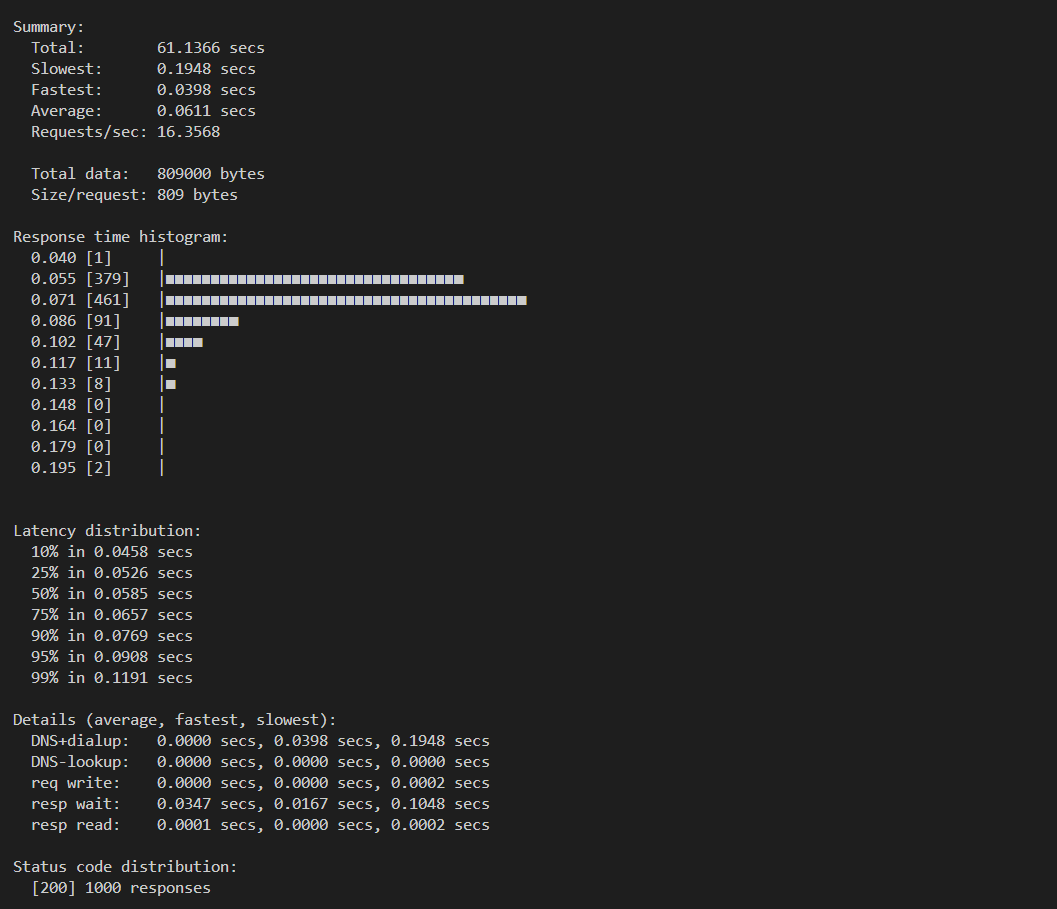 Summary:
  Total:        61.1366 secs
  Slowest:      0.1948 secs
  Fastest:      0.0398 secs
  Average:      0.0611 secs
  Requests/sec: 16.3568
  Total data:   809000 bytes
  Size/request: 809 bytes
Response time histogram:
  0.040 [1]     |
  0.055 [379]   |■■■■■■■■■■■■■■■■■■■■■■■■■■■■■■■■■
  0.071 [461]   |■■■■■■■■■■■■■■■■■■■■■■■■■■■■■■■■■■■■■■■■
  0.086 [91]    |■■■■■■■■
  0.102 [47]    |■■■■
  0.117 [11]    |■
  0.133 [8]     |■
  0.148 [0]     |
  0.164 [0]     |
  0.179 [0]     |
  0.195 [2]     |
Latency distribution:
  10% in 0.0458 secs
  25% in 0.0526 secs
  50% in 0.0585 secs
  75% in 0.0657 secs
  90% in 0.0769 secs
  95% in 0.0908 secs
  99% in 0.1191 secs
Details (average, fastest, slowest):
  DNS+dialup:   0.0000 secs, 0.0398 secs, 0.1948 secs
  DNS-lookup:   0.0000 secs, 0.0000 secs, 0.0000 secs
  req write:    0.0000 secs, 0.0000 secs, 0.0002 secs
  resp wait:    0.0347 secs, 0.0167 secs, 0.1048 secs
  resp read:    0.0001 secs, 0.0000 secs, 0.0002 secs
Status code distribution:
  [200] 1000 responses